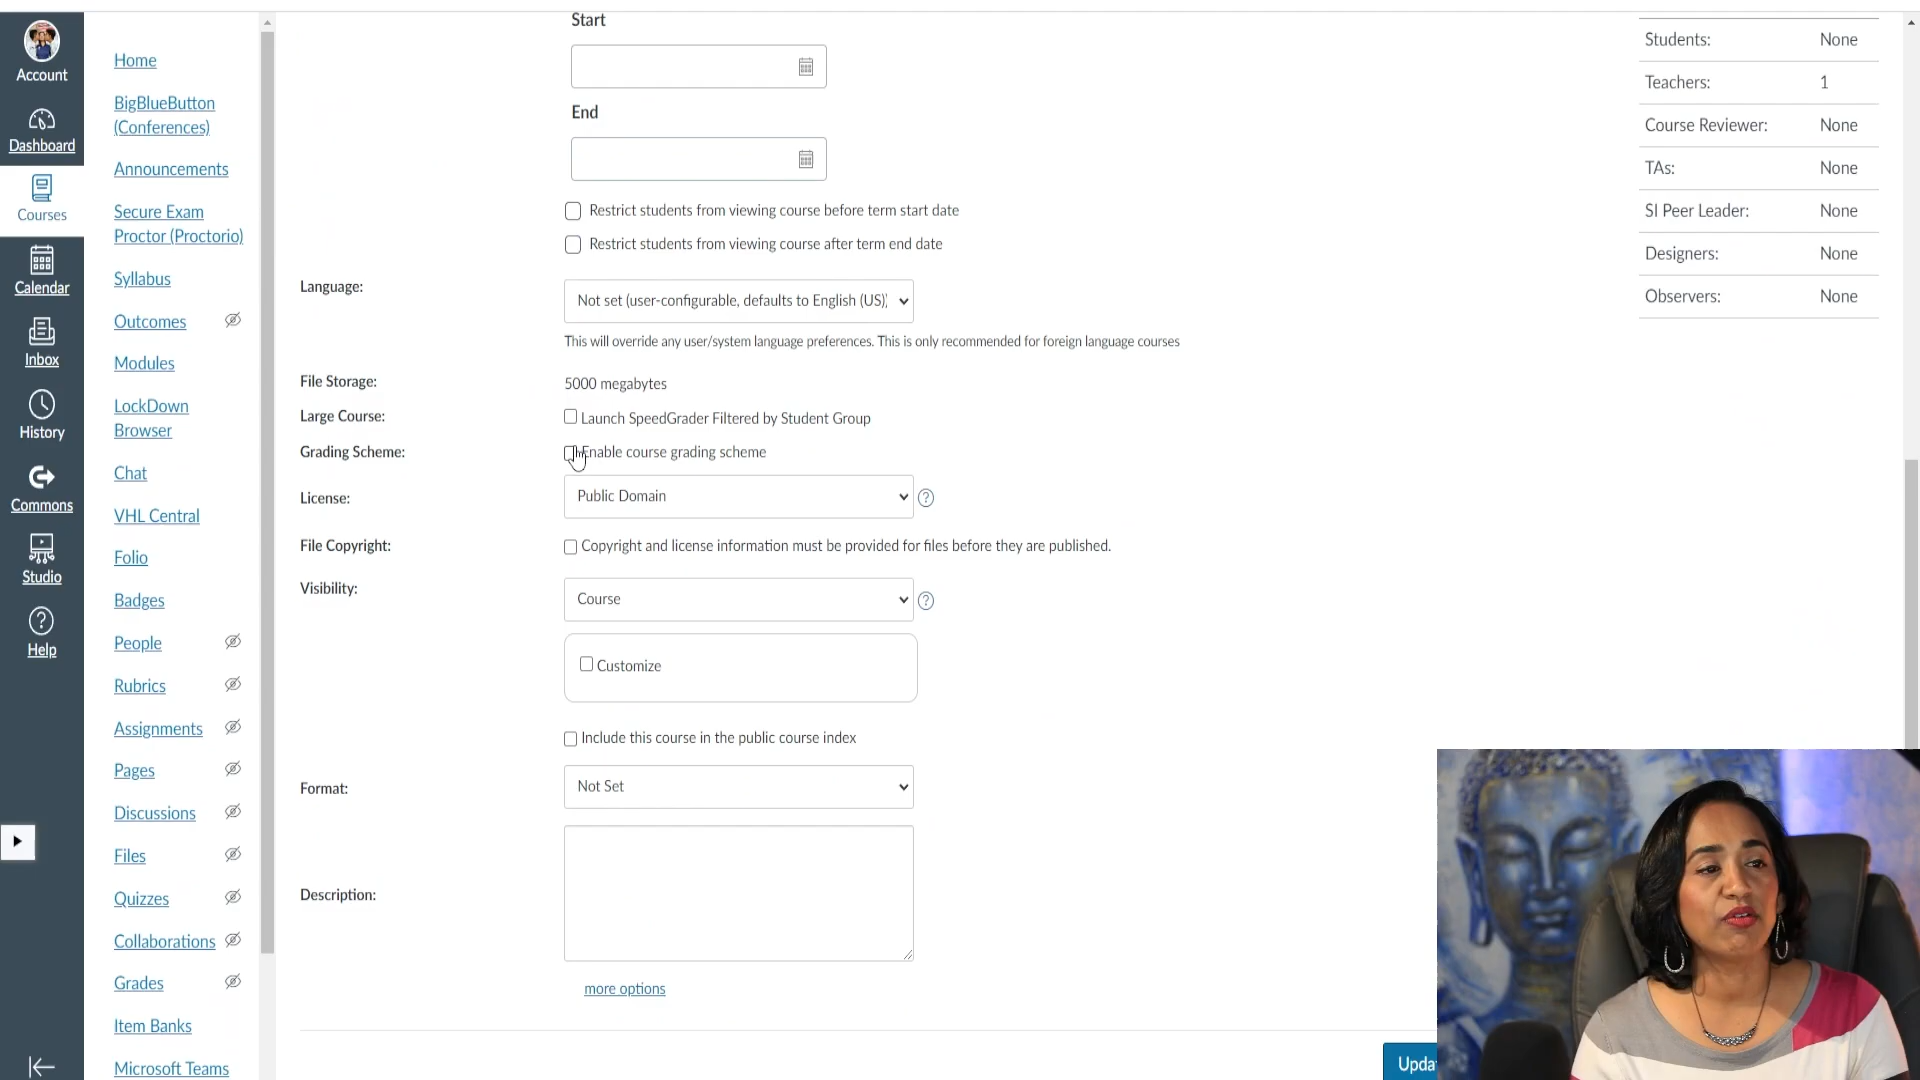 Account
Dashboard
Courses
Calendar
Inbox
History
Commons
Studio
Help
Home
BigBlueButton
(Conferences)
Announcements
Secure Exam
Proctor (Proctorio)
Syllabus
Outcomes
Modules
LockDown
Browser
Chat
VHL Central
Folio
Badges
People
Rubrics
Assignments
Pages
Discussions
Files
Quizzes
Collaborations
Grades
Item Banks
Microsoft Teams
Start
End
Restrict students from viewing course before term start date
Restrict students from viewing course after term end date
Language:
Not set (user-configurable, defaults to English (US))
This will override any user/system language preferences. This is only recommended for foreign language courses
File Storage:
5000 megabytes
Large Course:
Launch SpeedGrader Filtered by Student Group
Grading Scheme:
Enable course grading scheme
License:
Public Domain
?
File Copyright:
Copyright and license information must be provided for files before they are published.
Visibility:
Course
?
Customize
Include this course in the public course index
Format:
Not Set
Description:
more options
Students: None
Teachers: 1
Course Reviewer: None
TAs: None
SI Peer Leader: None
Designers: None
Observers: None